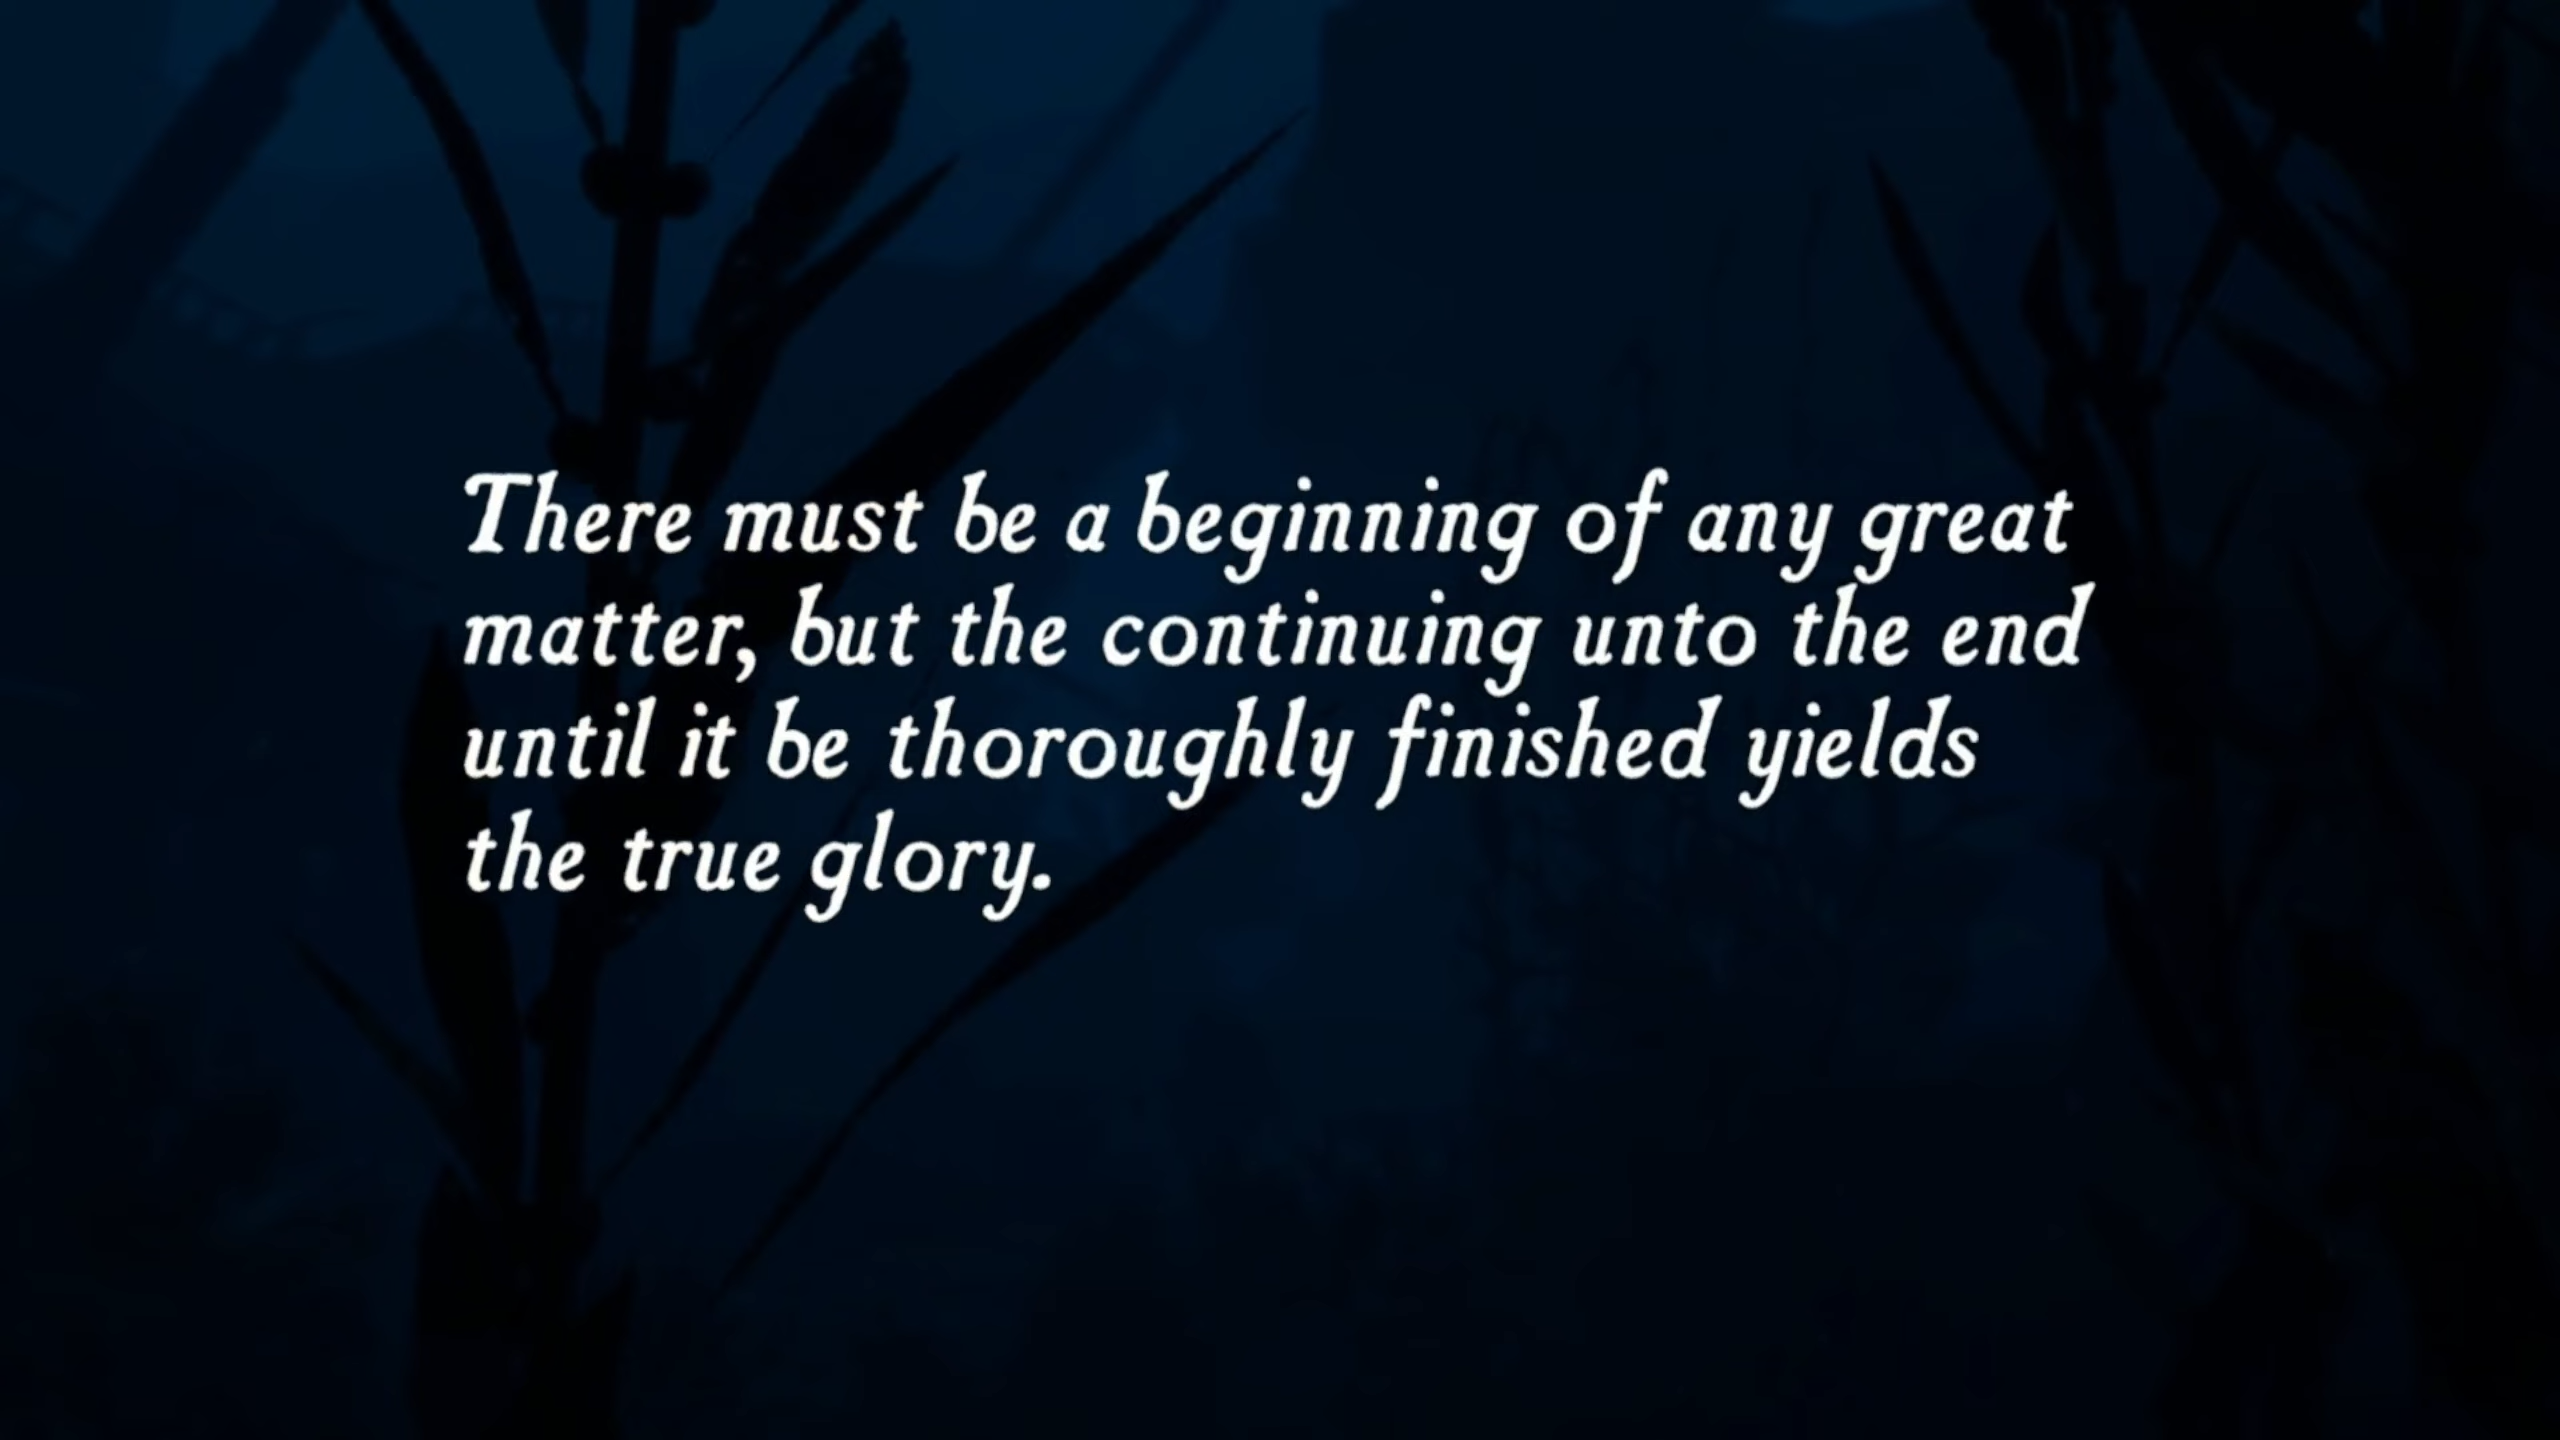 There must be a beginning of any great
matter, but the continuing unto the end
until it be thoroughly finished yields
the true glory.